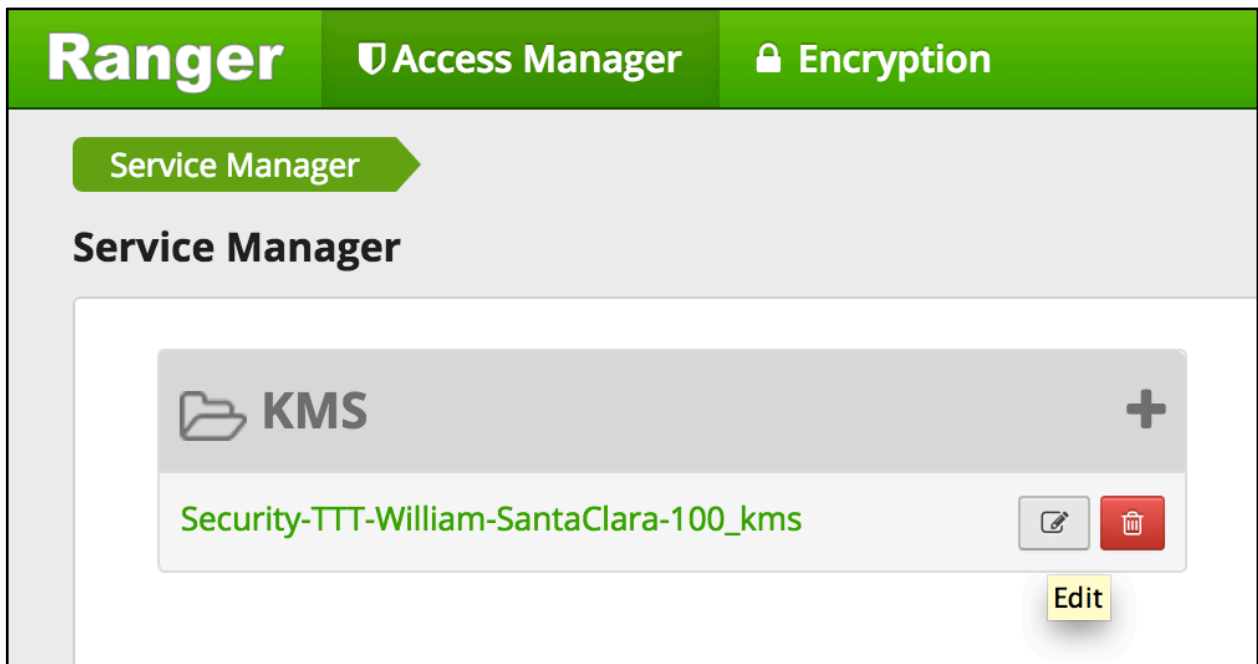 Ranger Access Manager Encryption
Service Manager
Service Manager
KMS
Security-TTT-William-SantaClara-100_kms
Edit